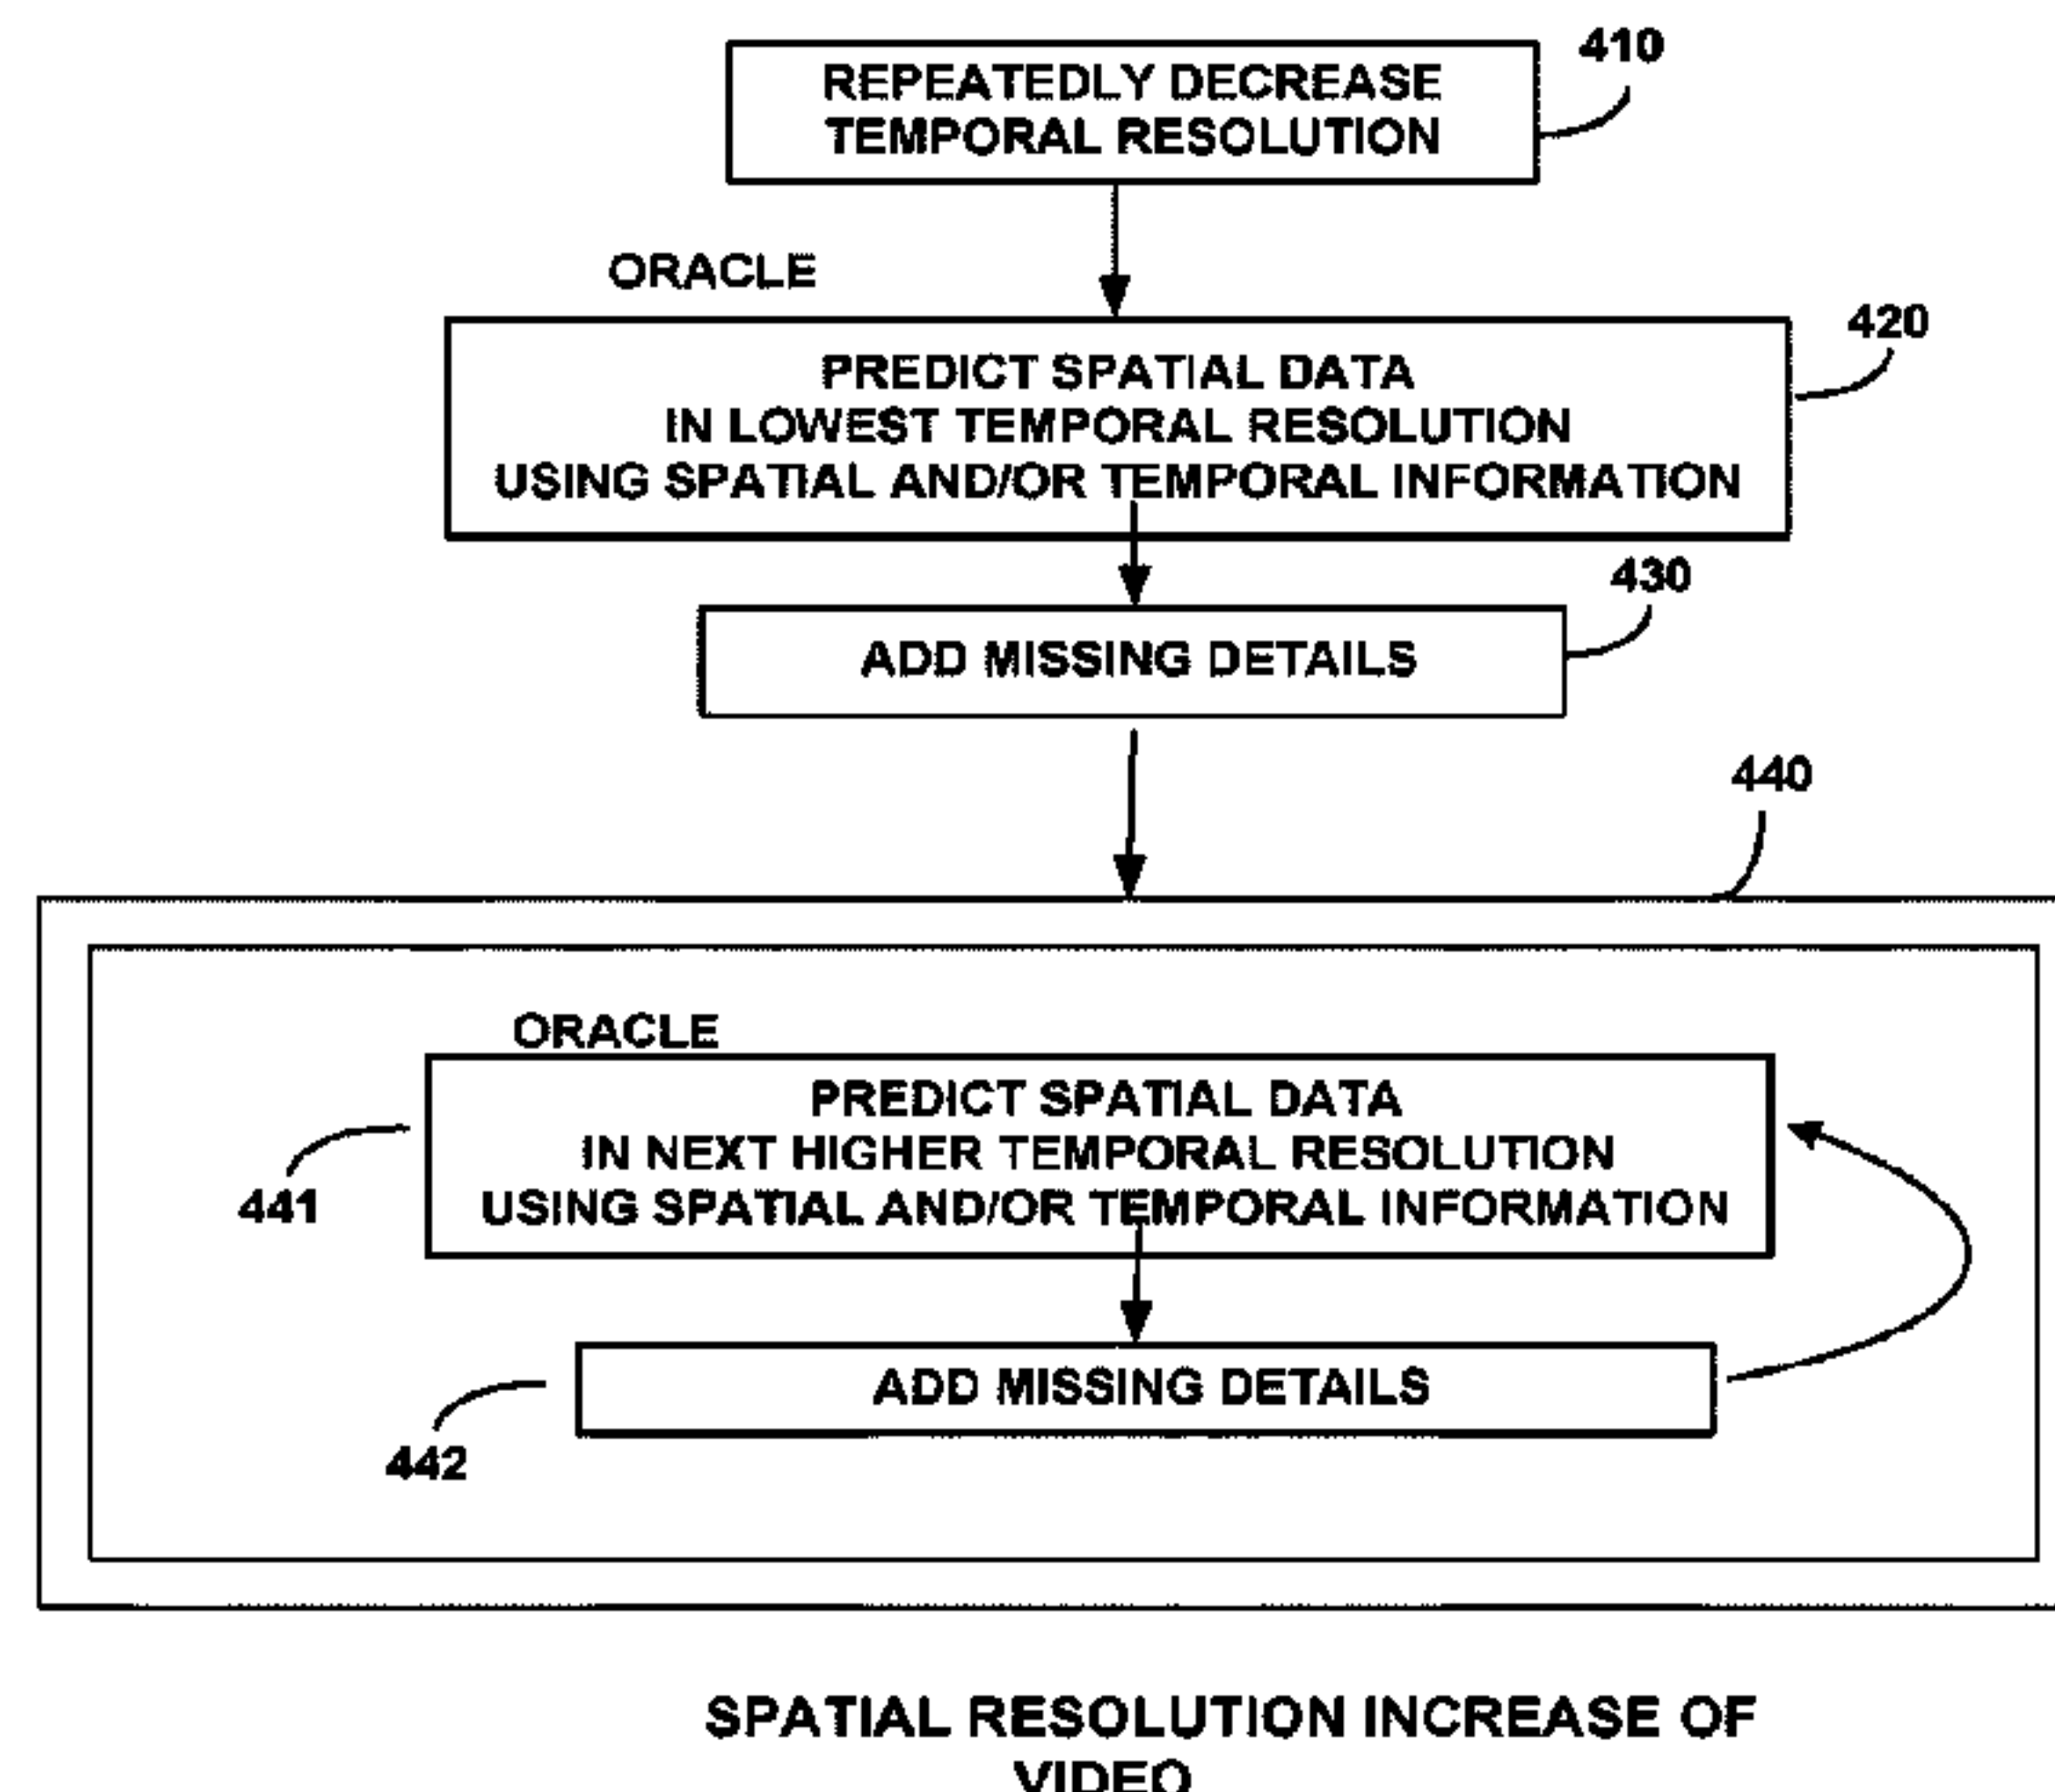 410
REPEATEDLY DECREASE
TEMPORAL RESOLUTION
ORACLE
420
PREDICT SPATIAL DATA
IN LOWEST TEMPORAL RESOLUTION
USING SPATIAL AND/OR TEMPORAL INFORMATION
430
ADD MISSING DETAILS
440
ORACLE
PREDICT SPATIAL DATA
IN NEXT HIGHER TEMPORAL RESOLUTION
USING SPATIAL AND/OR TEMPORAL INFORMATION
441
ADD MISSING DETAILS
442
SPATIAL RESOLUTION INCREASE OF
VIDEO